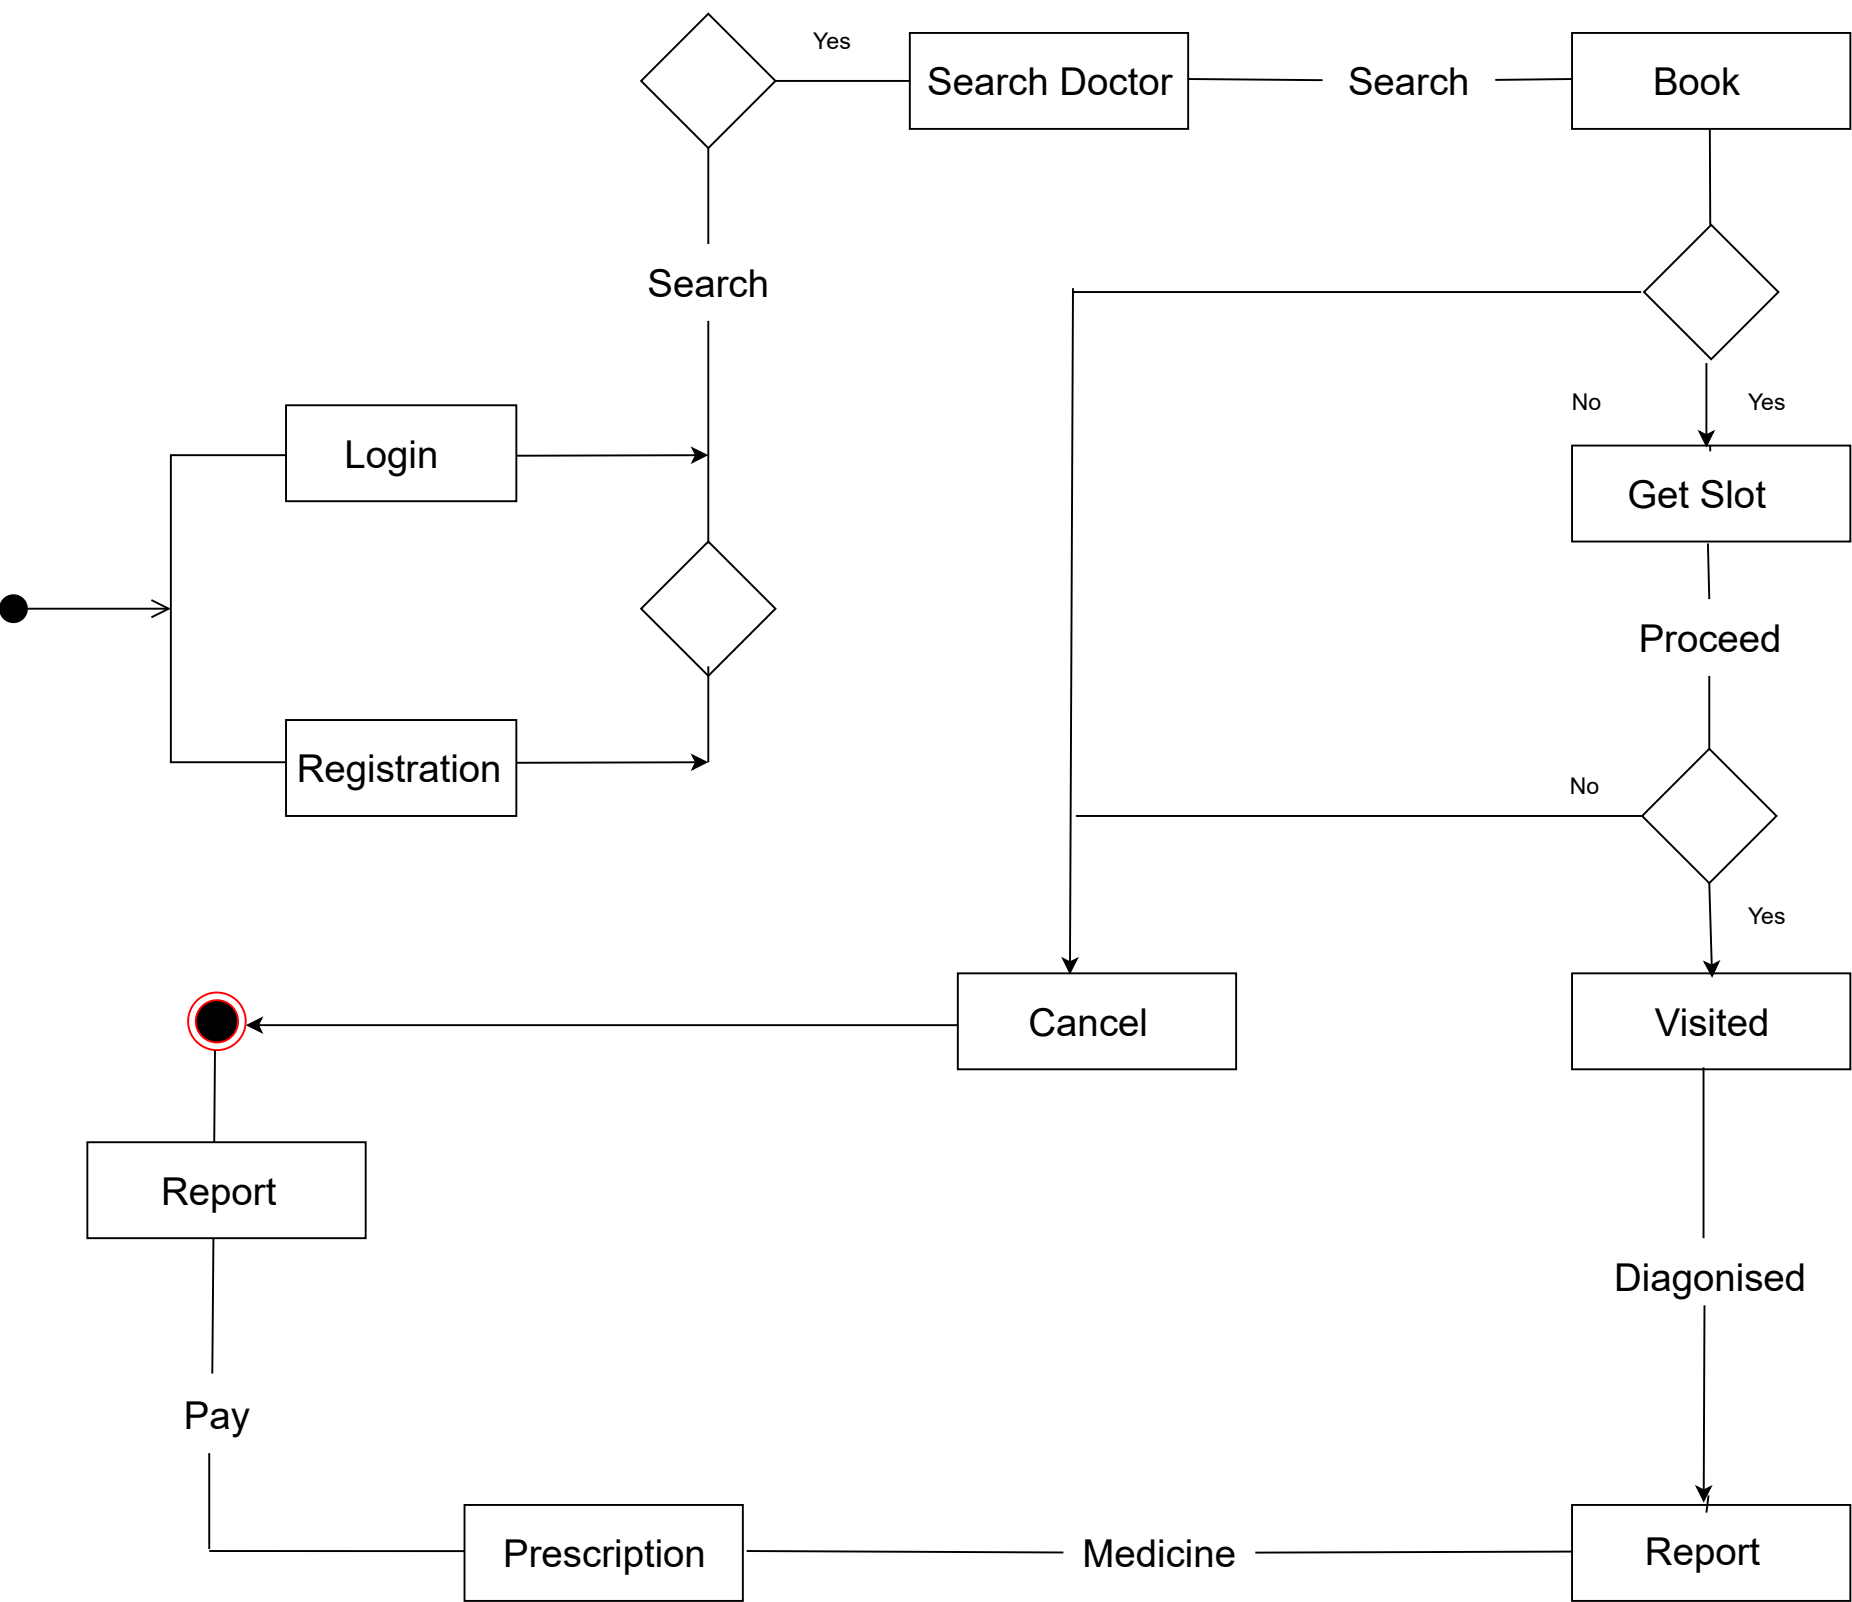 Yes
Search Doctor
Search
Book
Search
No
Yes
Login
Get Slot
Proceed
Registration
No
Yes
Cancel
Visited
Report
Diagonised
Pay
Prescription
Medicine
Report